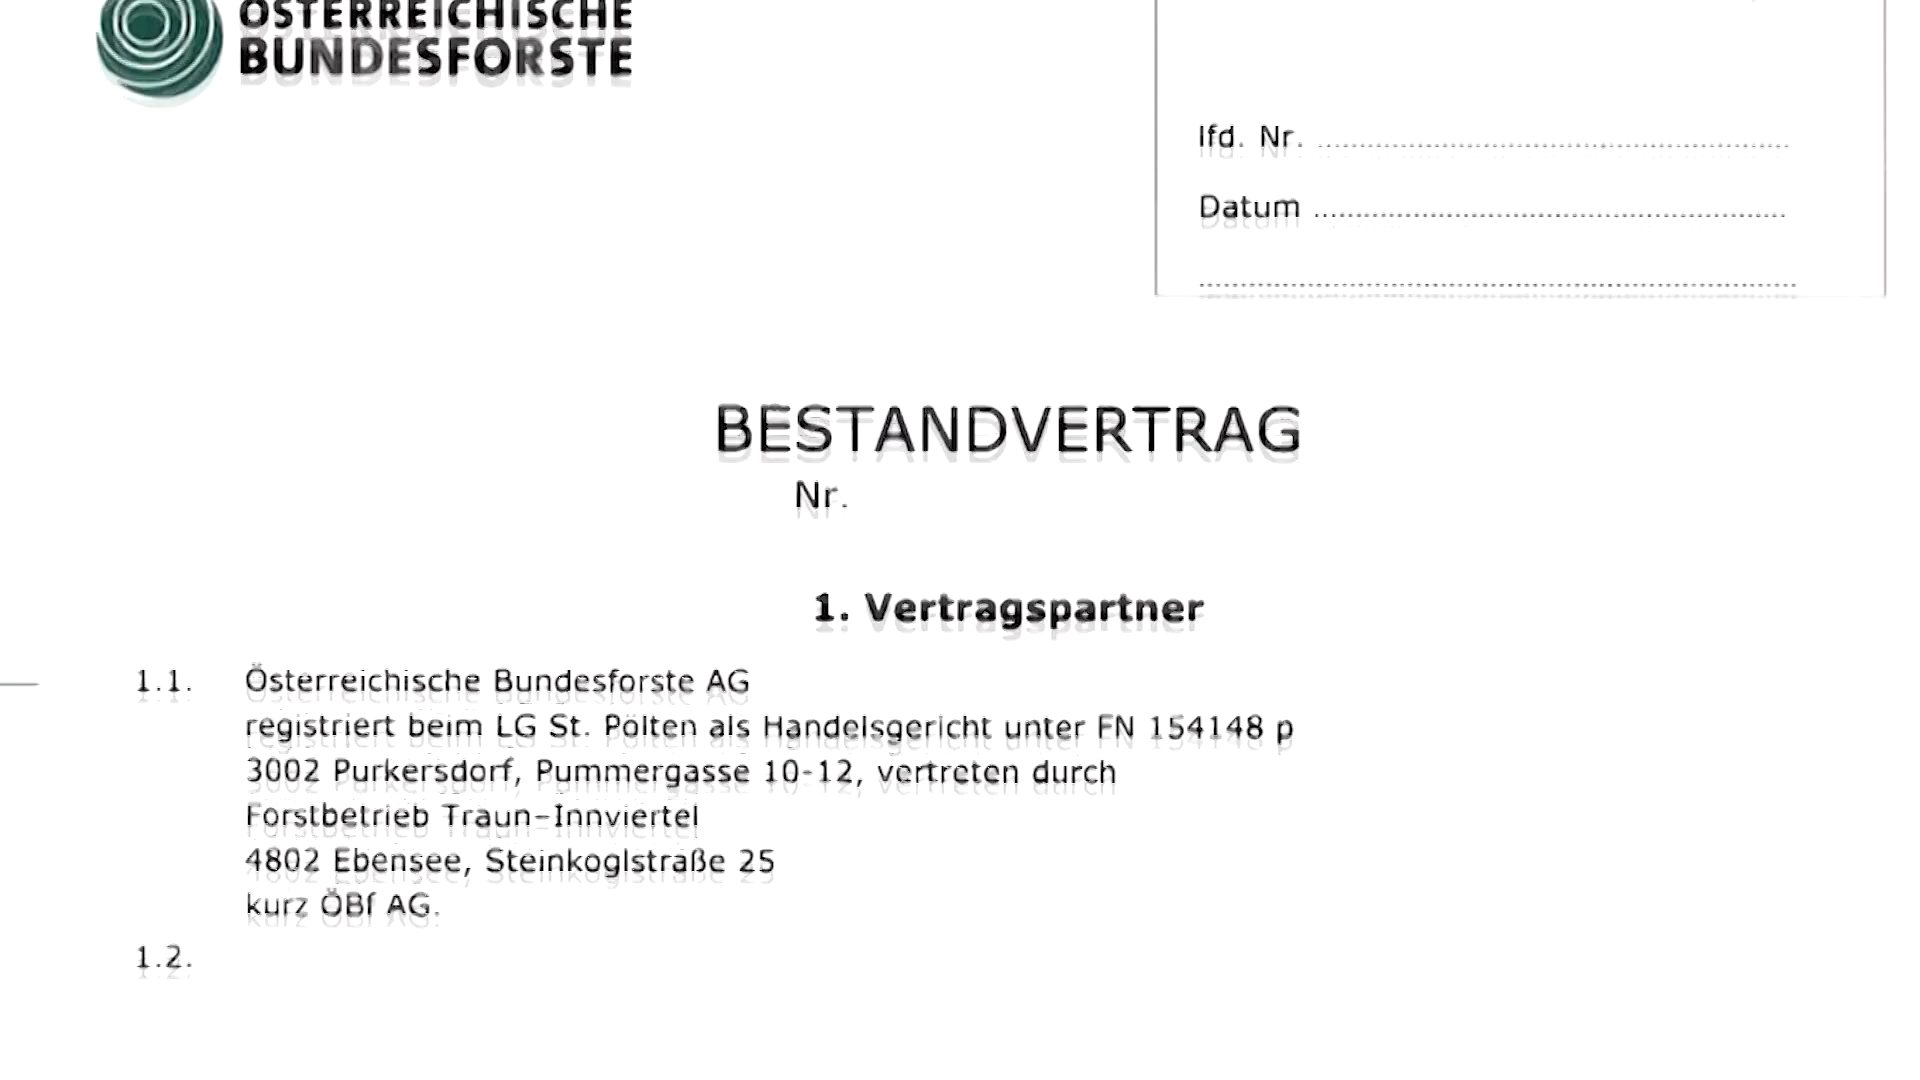 ÖSTERREICHISCHE
BUNDESFORSTE
lfd. Nr.
Datum
BESTANDVERTRAG
Nr.
1. Vertragspartner
1.1. Österreichische Bundesforste AG
registriert beim LG St. Pölten als Handelsgericht unter FN 154148 p
3002 Purkersdorf, Pummergasse 10-12, vertreten durch
Forstbetrieb Traun-Innviertel
4802 Ebensee, Steinkoglstraße 25
kurz ÖBf AG.
1.2.